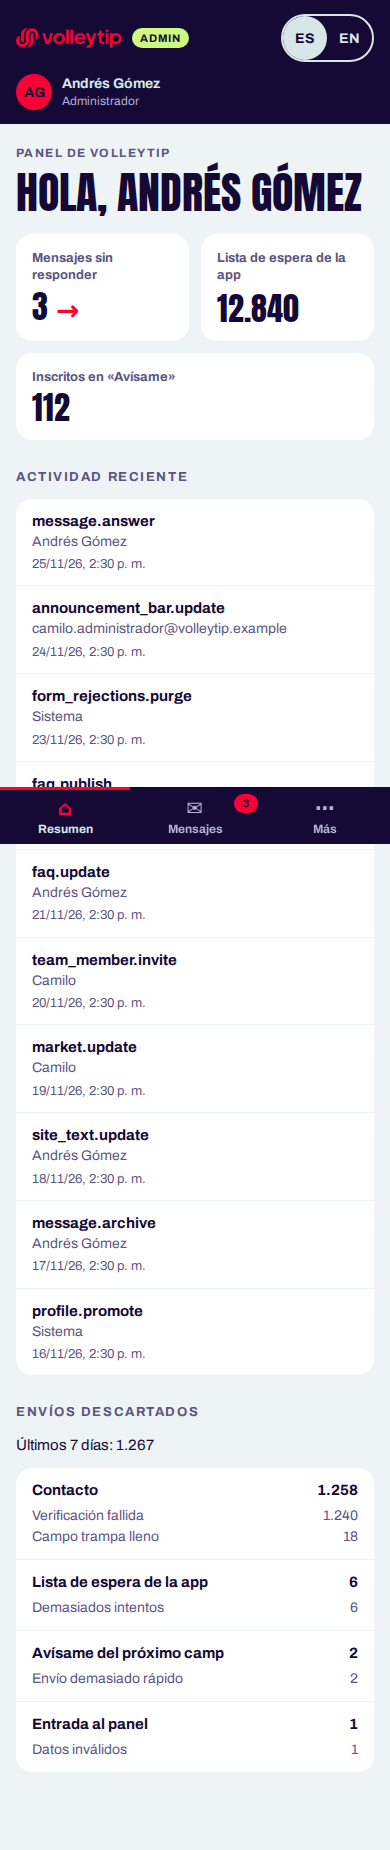 volleytip ADMIN ES EN
AG Andrés Gómez
Administrador
PANEL DE VOLLEYTIP
HOLA, ANDRÉS GÓMEZ
Mensajes sin
responder
3 →
Lista de espera de la
app
12.840
Inscritos en «Avísame»
112
ACTIVIDAD RECIENTE
message.answer
Andrés Gómez
25/11/26, 2:30 p. m.
announcement_bar.update
camilo.administrador@volleytip.example
24/11/26, 2:30 p. m.
form_rejections.purge
Sistema
23/11/26, 2:30 p. m.
faq.publish
3
Resumen Mensajes Más
faq.update
Andrés Gómez
21/11/26, 2:30 p. m.
team_member.invite
Camilo
20/11/26, 2:30 p. m.
market.update
Camilo
19/11/26, 2:30 p. m.
site_text.update
Andrés Gómez
18/11/26, 2:30 p. m.
message.archive
Andrés Gómez
17/11/26, 2:30 p. m.
profile.promote
Sistema
16/11/26, 2:30 p. m.
ENVÍOS DESCARTADOS
Últimos 7 días: 1.267
Contacto 1.258
Verificación fallida 1.240
Campo trampa lleno 18
Lista de espera de la app 6
Demasiados intentos 6
Avísame del próximo camp 2
Envío demasiado rápido 2
Entrada al panel 1
Datos inválidos 1